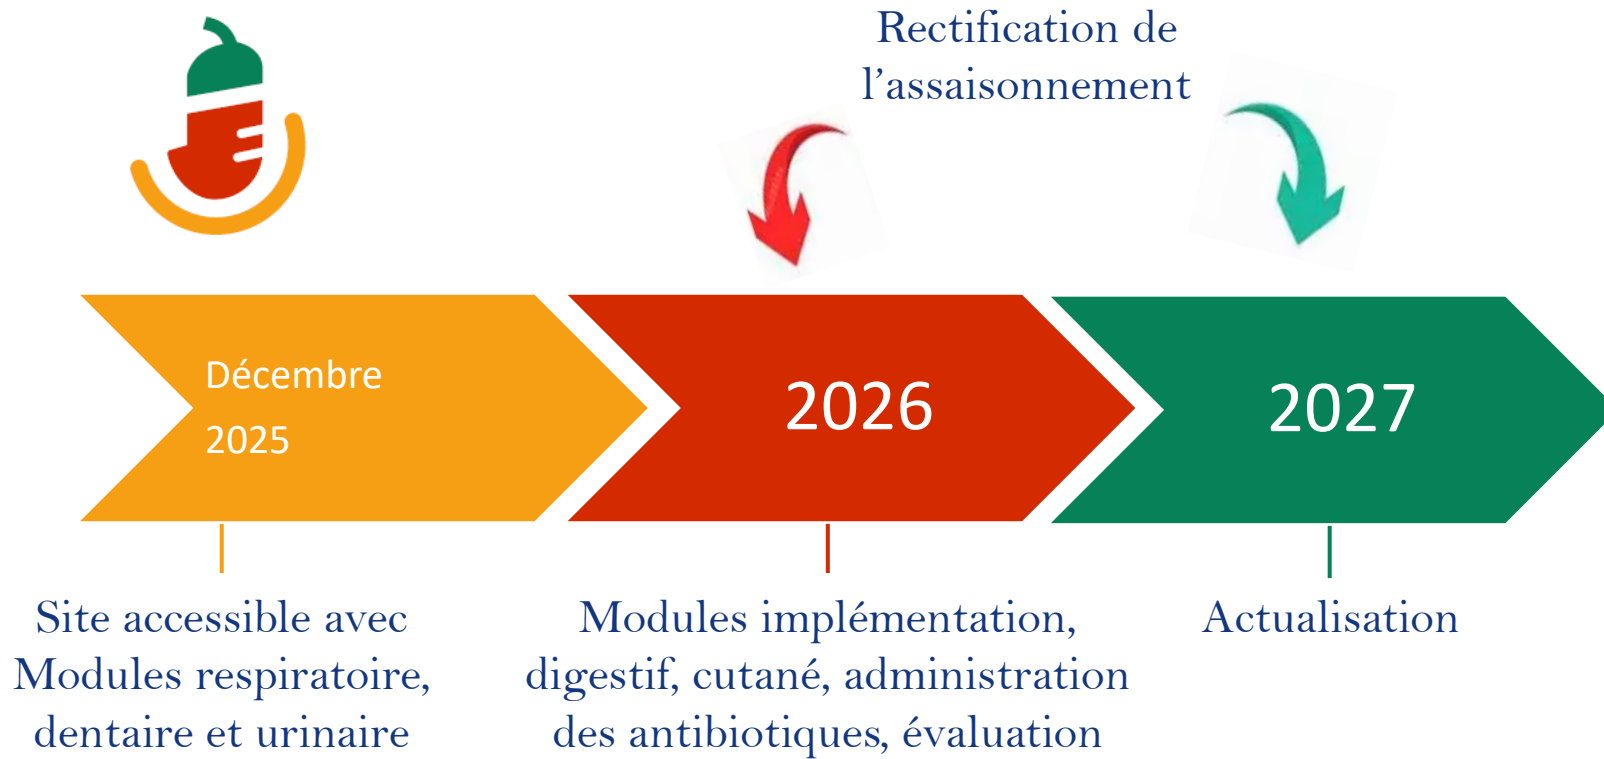 Rectification de
l’assaisonnement
Décembre
2025
2026
2027
Site accessible avec
Modules respiratoire,
dentaire et urinaire
Modules implémentation,
digestif, cutané, administration
des antibiotiques, évaluation
Actualisation